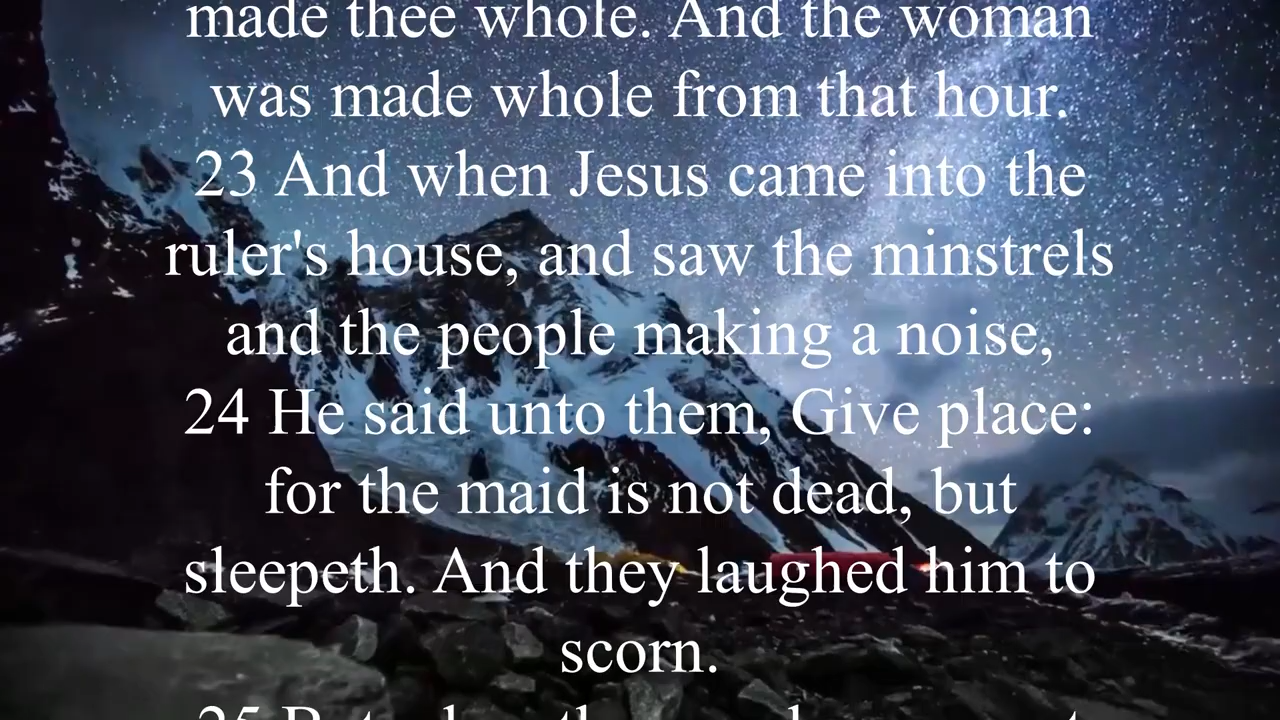 made thee whole. And the woman
was made whole from that hour.
23 And when Jesus came into the
ruler's house, and saw the minstrels
and the people making a noise,
24 He said unto them, Give place:
for the maid is not dead, but
sleepeth. And they laughed him to
scorn.